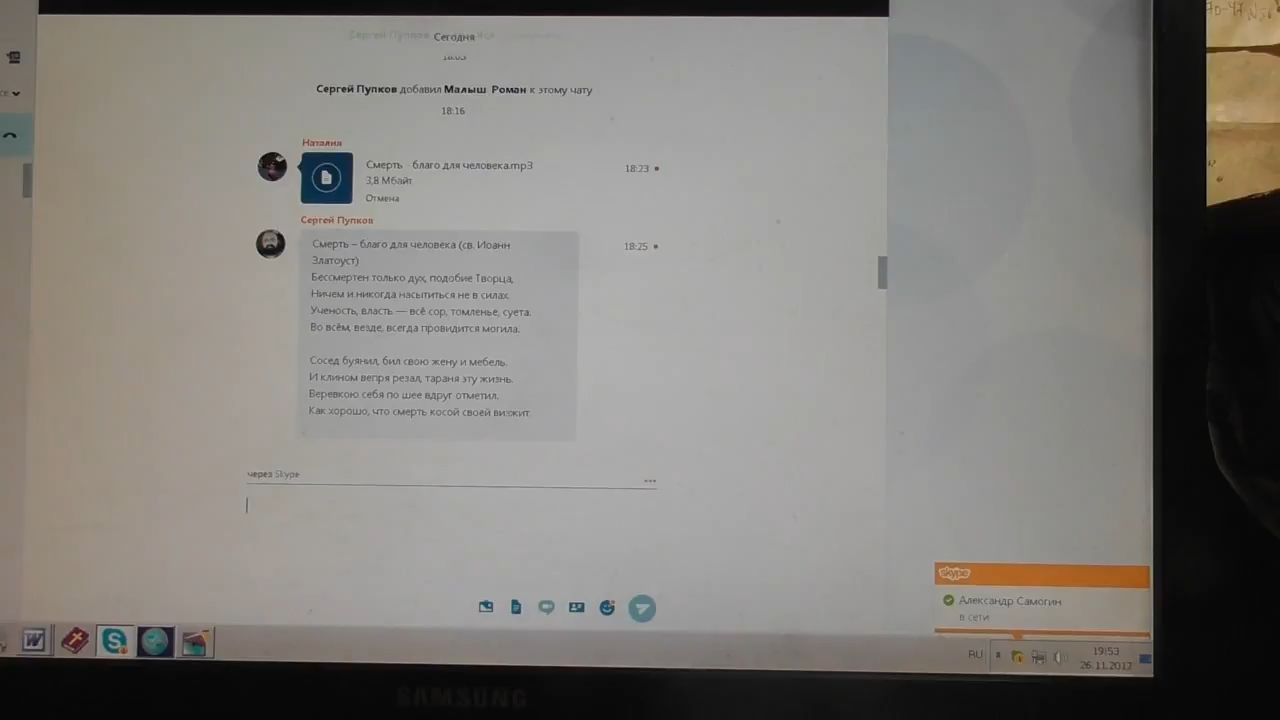 Сегодня
Сергей Пупков добавил Малыш Роман к этому чату
18:16
Наталия
Смерть благо для человека.mp3
18:23
3,8 Мбайт
Отмена
Сергей Пупков
Смерть – благо для человека (св. Иоанн
18:25
Златоуст)
Бессмертен только дух, подобие Творца,
Ничем и никогда насытиться не в силах.
Ученость, власть — всё сор, томленье, суета.
Во всём, везде, всегда провидится могила.
Сосед буянил, бил свою жену и мебель.
И клином вепря резал, тараня эту жизнь.
Веревкою себя по шее вдруг отметил.
Как хорошо, что смерть косой своей визжит.
через Skype
skype
Александр Самогин
в сети
RU
19:53
26.11.2017
SAMSUNG